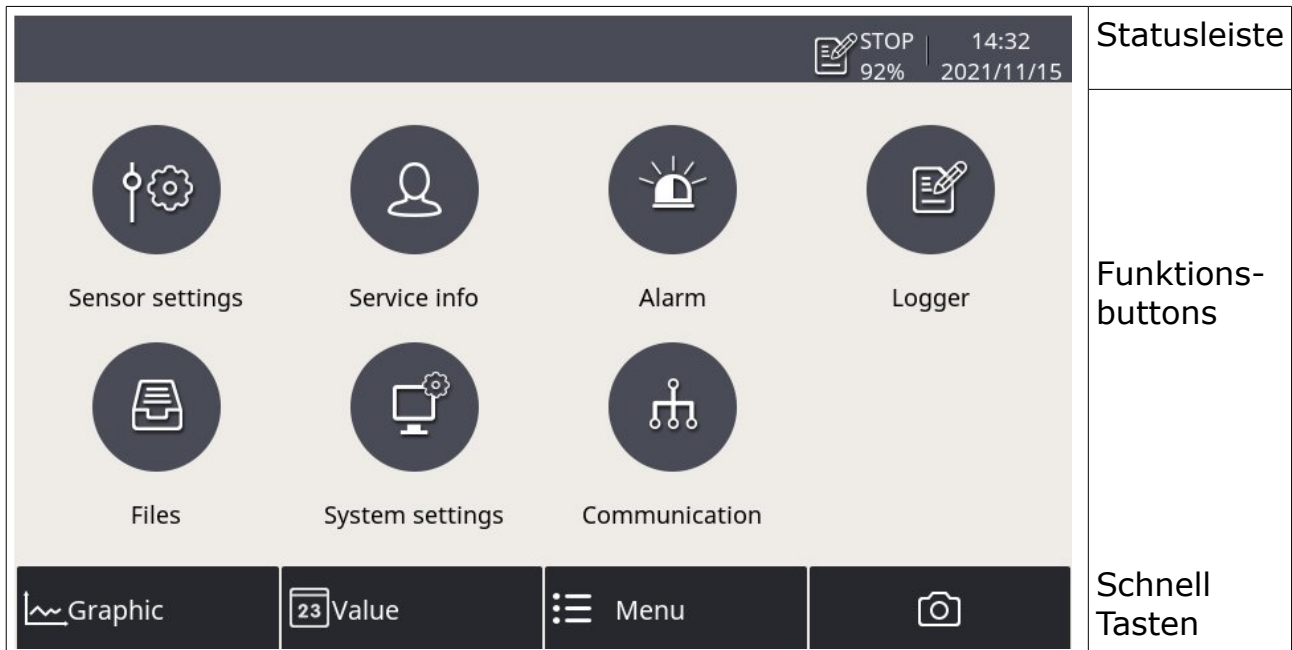 STOP 14:32
92% 2021/11/15
Statusleiste
Sensor settings Service info Alarm Logger
Funktions-
buttons
Files System settings Communication
Graphic 23 Value Menu
Schnell
Tasten